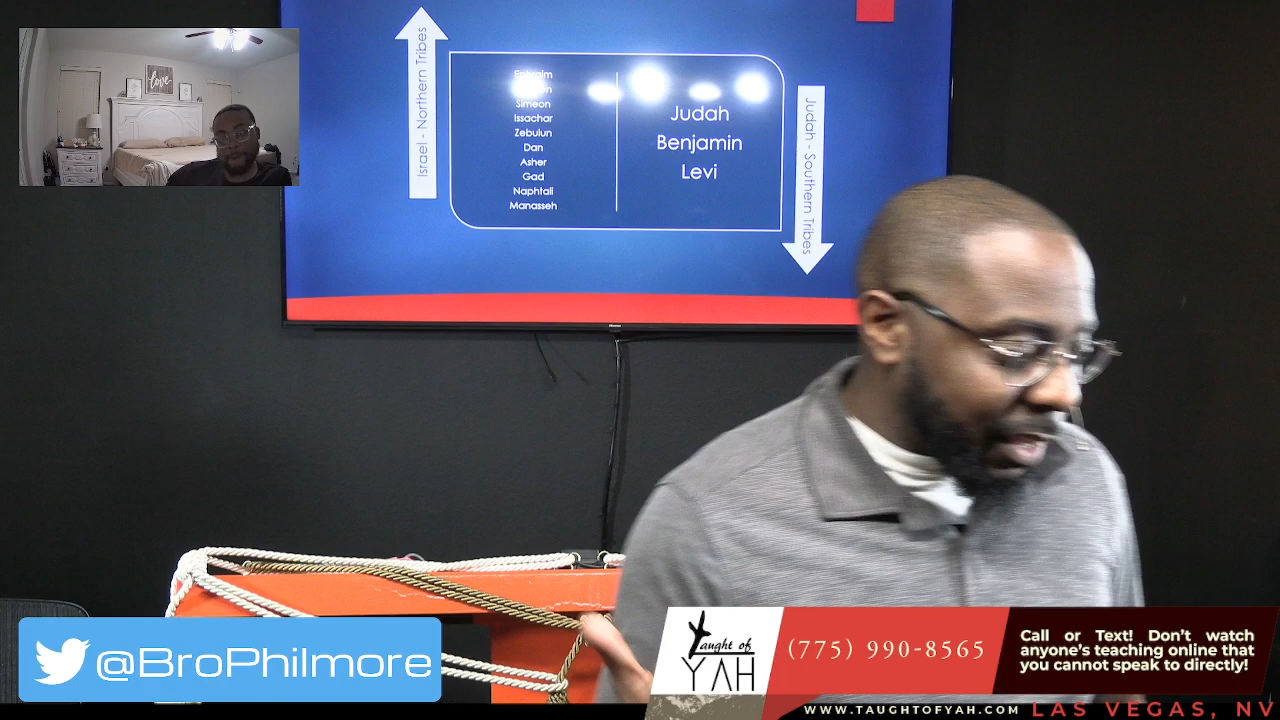 love
Israel - Northern Tribes
Ephraim
Simeon
Issachar
Zebulun
Dan
Asher
Gad
Naphtali
Manasseh
Judah
Benjamin
Levi
Judah - Southern Tribes
@BroPhilmore
Taught of
YAH
(775) 990-8565
Call or Text! Don't watch
anyone's teaching online that
you cannot speak to directly!
WWW.TAUGHTOFYAH.COM
LAS VEGAS, NV